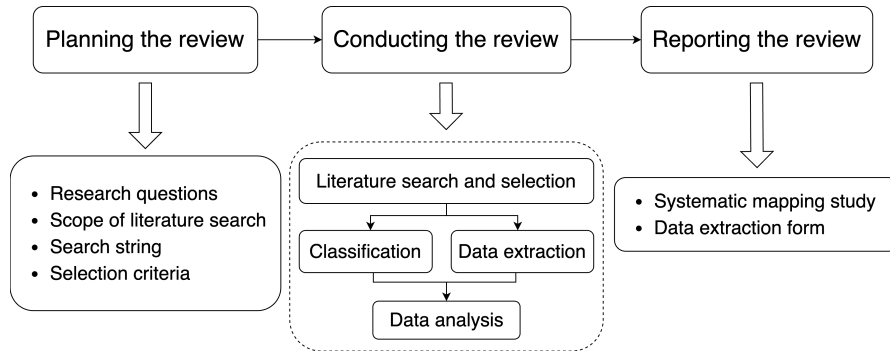 Planning the review
Conducting the review
Reporting the review
• Research questions
• Scope of literature search
• Search string
• Selection criteria
Literature search and selection
Classification
Data extraction
Data analysis
• Systematic mapping study
• Data extraction form